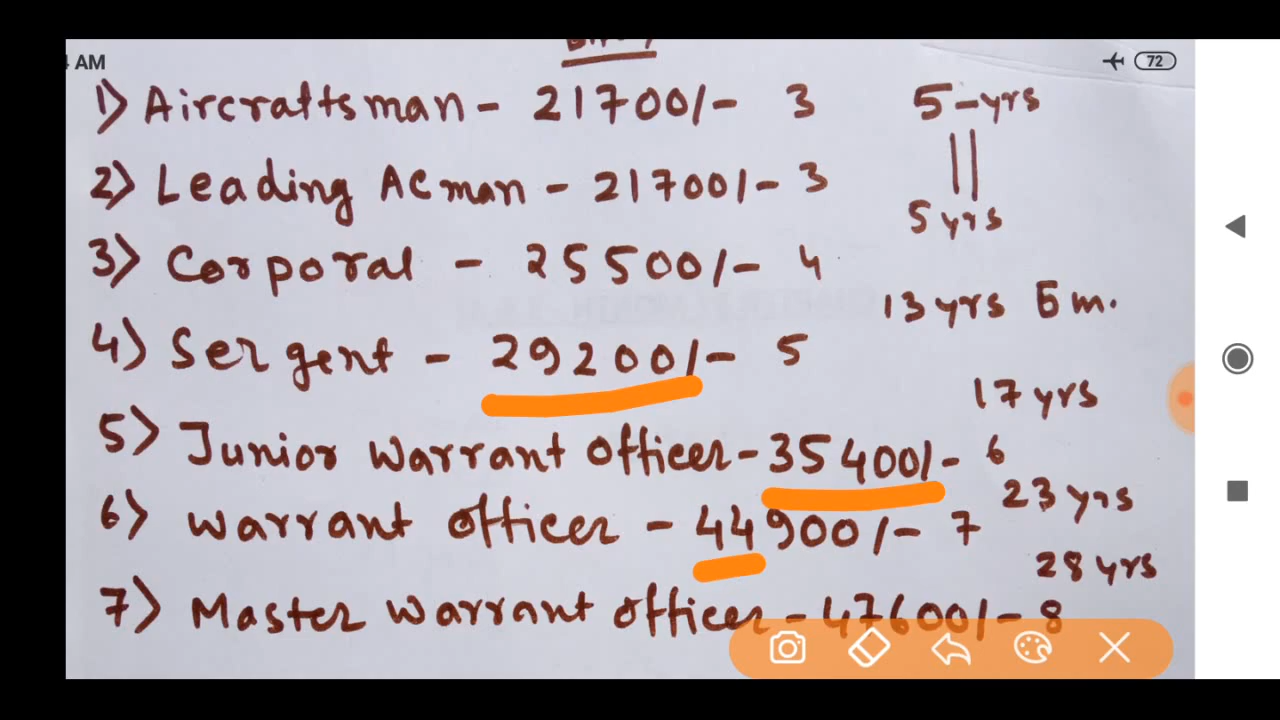 4 AM 72
1) Aircraftsman - 21700/- 3 5-yrs
2) Leading ACman - 21700/- 3 5yrs
3) Corporal - 25500/- 4
13 yrs 5 m.
4) Sergent - 29200/- 5
17 yrs
5) Junior Warrant Officer - 35400/- 6
23 yrs
6) Warrant officer - 44900/- 7
28 yrs
7) Master Warrant officer - 47600/- 8